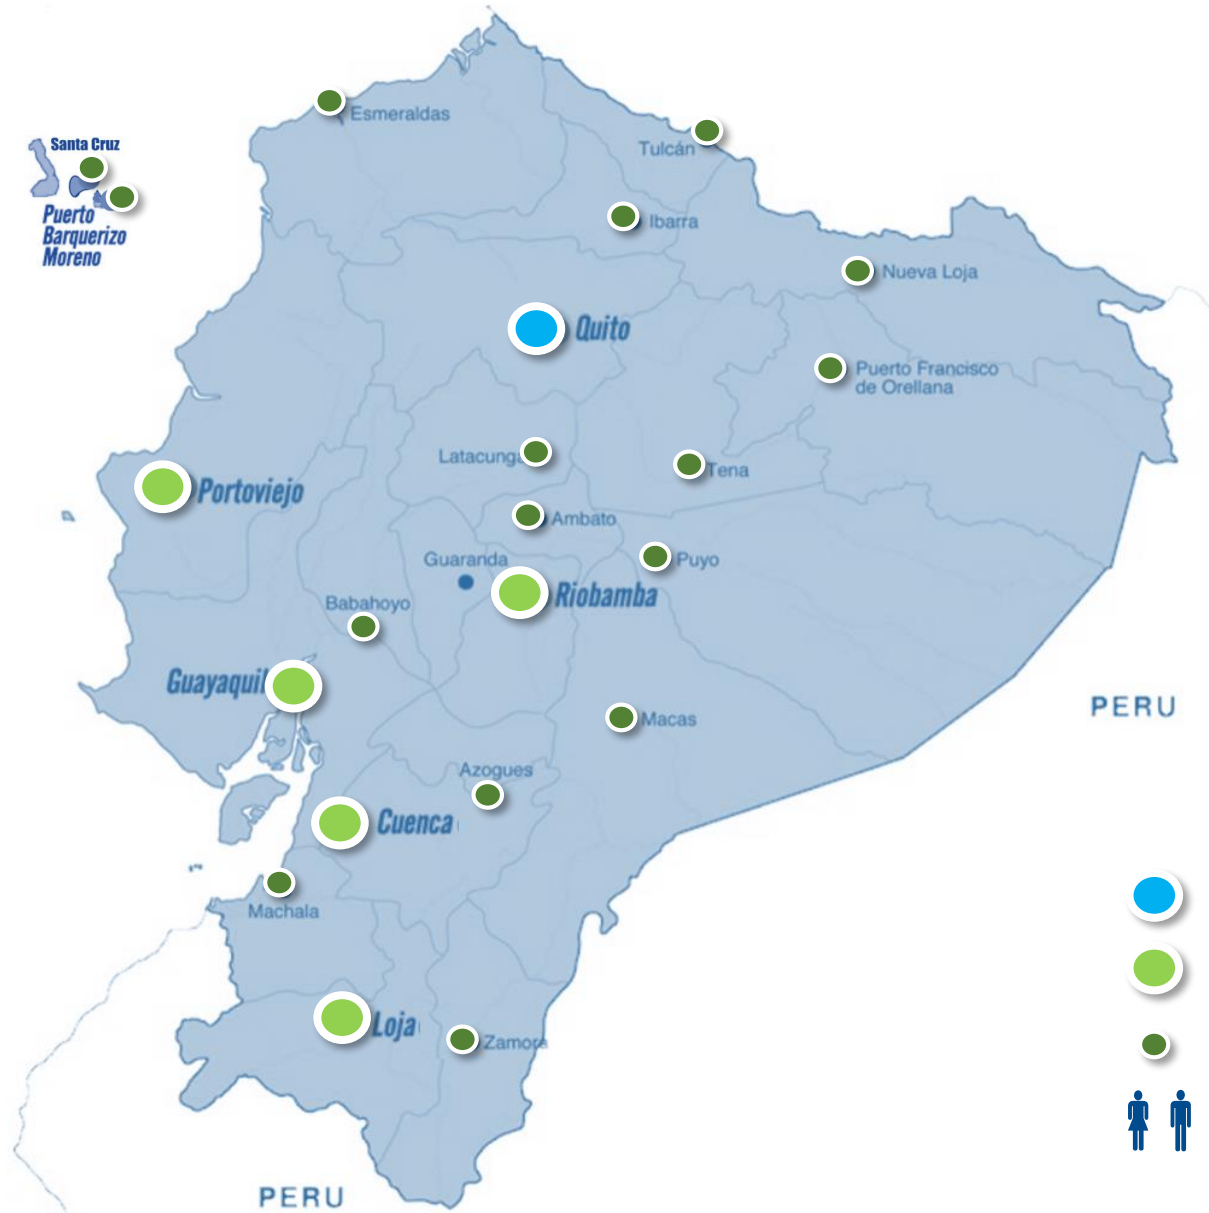 Esmeraldas
Tulcán
Santa Cruz
Puerto
Barquerizo
Moreno
Ibarra
Nueva Loja
Quito
Puerto Francisco
de Orellana
Latacunga
Tena
Portoviejo
Ambato
Guaranda
Puyo
Riobamba
Babahoyo
Guayaquil
Macas
PERU
Azogues
Cuenca
Machala
Loja
Zamora
PERU